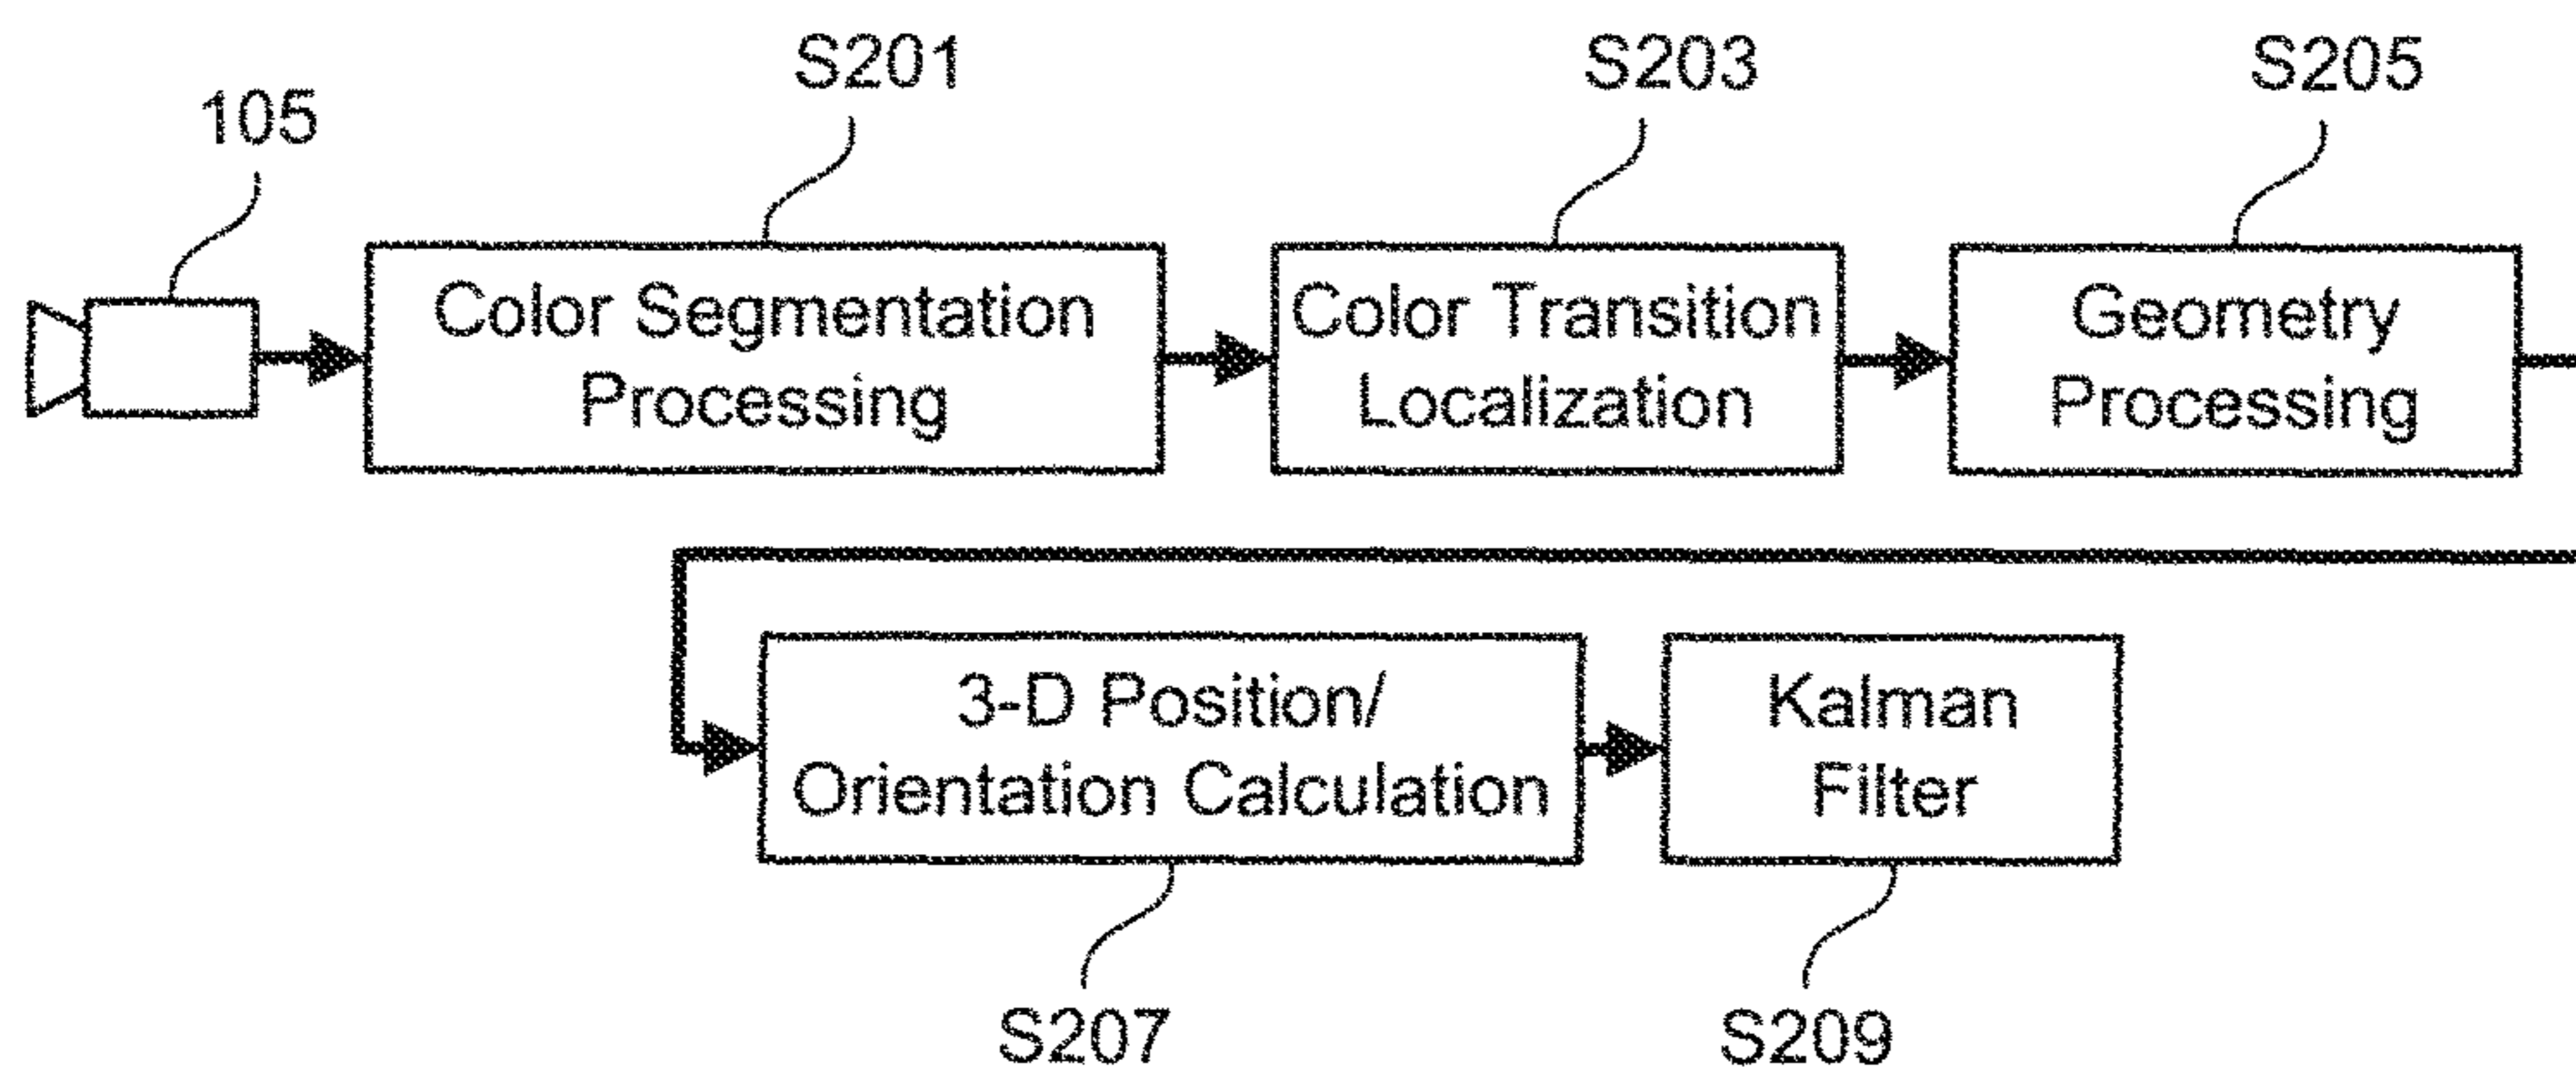 105
S201
S203
S205
Color Segmentation
Processing
Color Transition
Localization
Geometry
Processing
3-D Position/
Orientation Calculation
Kalman
Filter
S207
S209